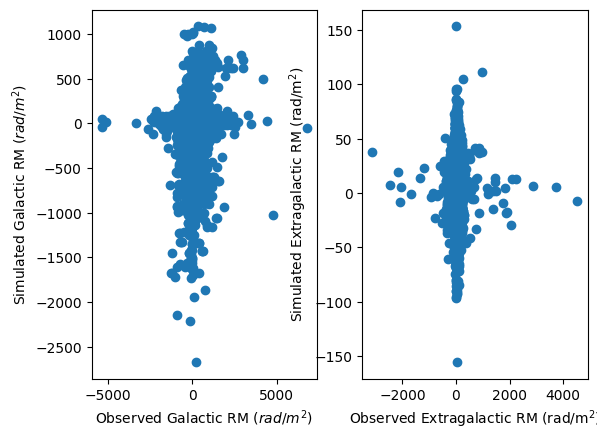 1000
500
0
−500
−1000
−1500
−2000
−2500
−5000 0 5000
Simulated Galactic RM (rad/m²)
Observed Galactic RM (rad/m²)
150
100
50
0
−50
−100
−150
−2000 0 2000 4000
Simulated Extragalactic RM (rad/m²)
Observed Extragalactic RM (rad/m²)